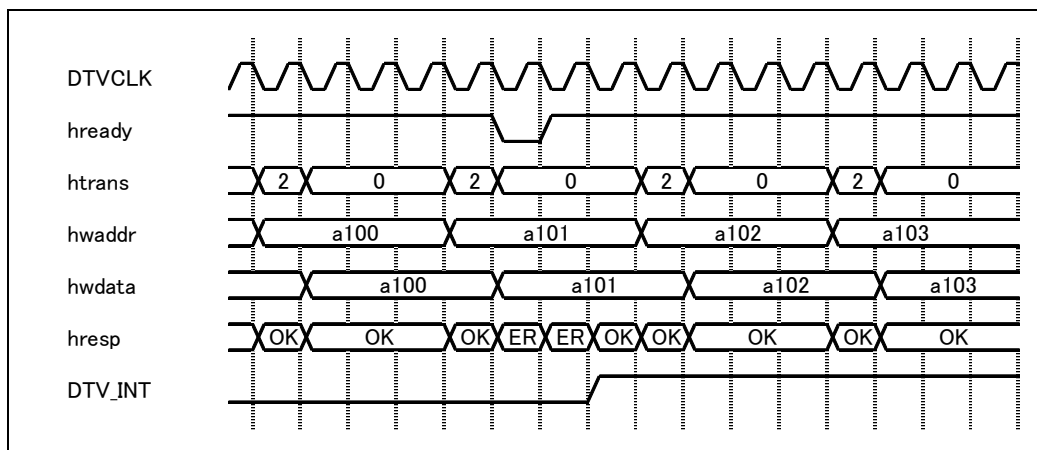 DTVCLK
hready
htrans 2 0 2 0 2 0 2 0
hwaddr a100 a101 a102 a103
hwdata a100 a101 a102 a103
hresp OK OK OK ER ER OK OK OK OK OK
DTV_INT